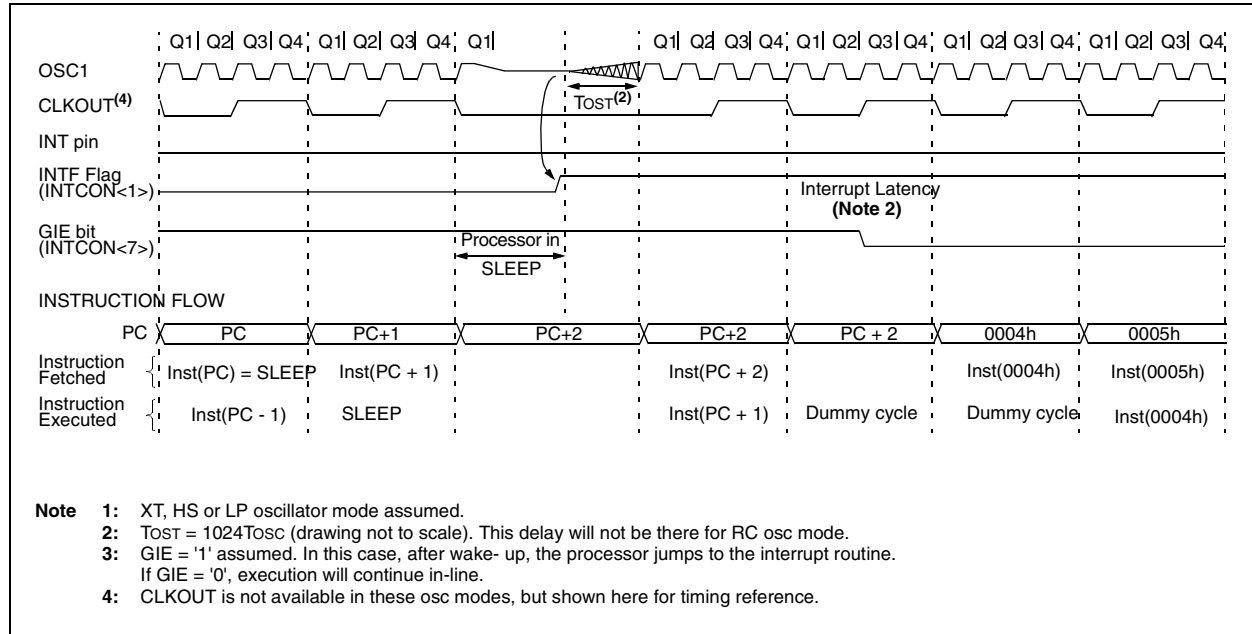 Q1 Q2 Q3 Q4 Q1 Q2 Q3 Q4 Q1 Q1 Q2 Q3 Q4 Q1 Q2 Q3 Q4 Q1 Q2 Q3 Q4 Q1 Q2 Q3 Q4
OSC1
TOST(2)
CLKOUT(4)
INT pin
INTF Flag
(INTCON<1>)
Interrupt Latency
(Note 2)
GIE bit
(INTCON<7>)
Processor in
SLEEP
INSTRUCTION FLOW
PC PC PC+1 PC+2 PC+2 PC + 2 0004h 0005h
Instruction
Fetched
Inst(PC) = SLEEP Inst(PC + 1) Inst(PC + 2) Inst(0004h) Inst(0005h)
Instruction
Executed
Inst(PC - 1) SLEEP Inst(PC + 1) Dummy cycle Dummy cycle Inst(0004h)
Note 1: XT, HS or LP oscillator mode assumed.
2: TOST = 1024TOSC (drawing not to scale). This delay will not be there for RC osc mode.
3: GIE = '1' assumed. In this case, after wake- up, the processor jumps to the interrupt routine.
If GIE = '0', execution will continue in-line.
4: CLKOUT is not available in these osc modes, but shown here for timing reference.